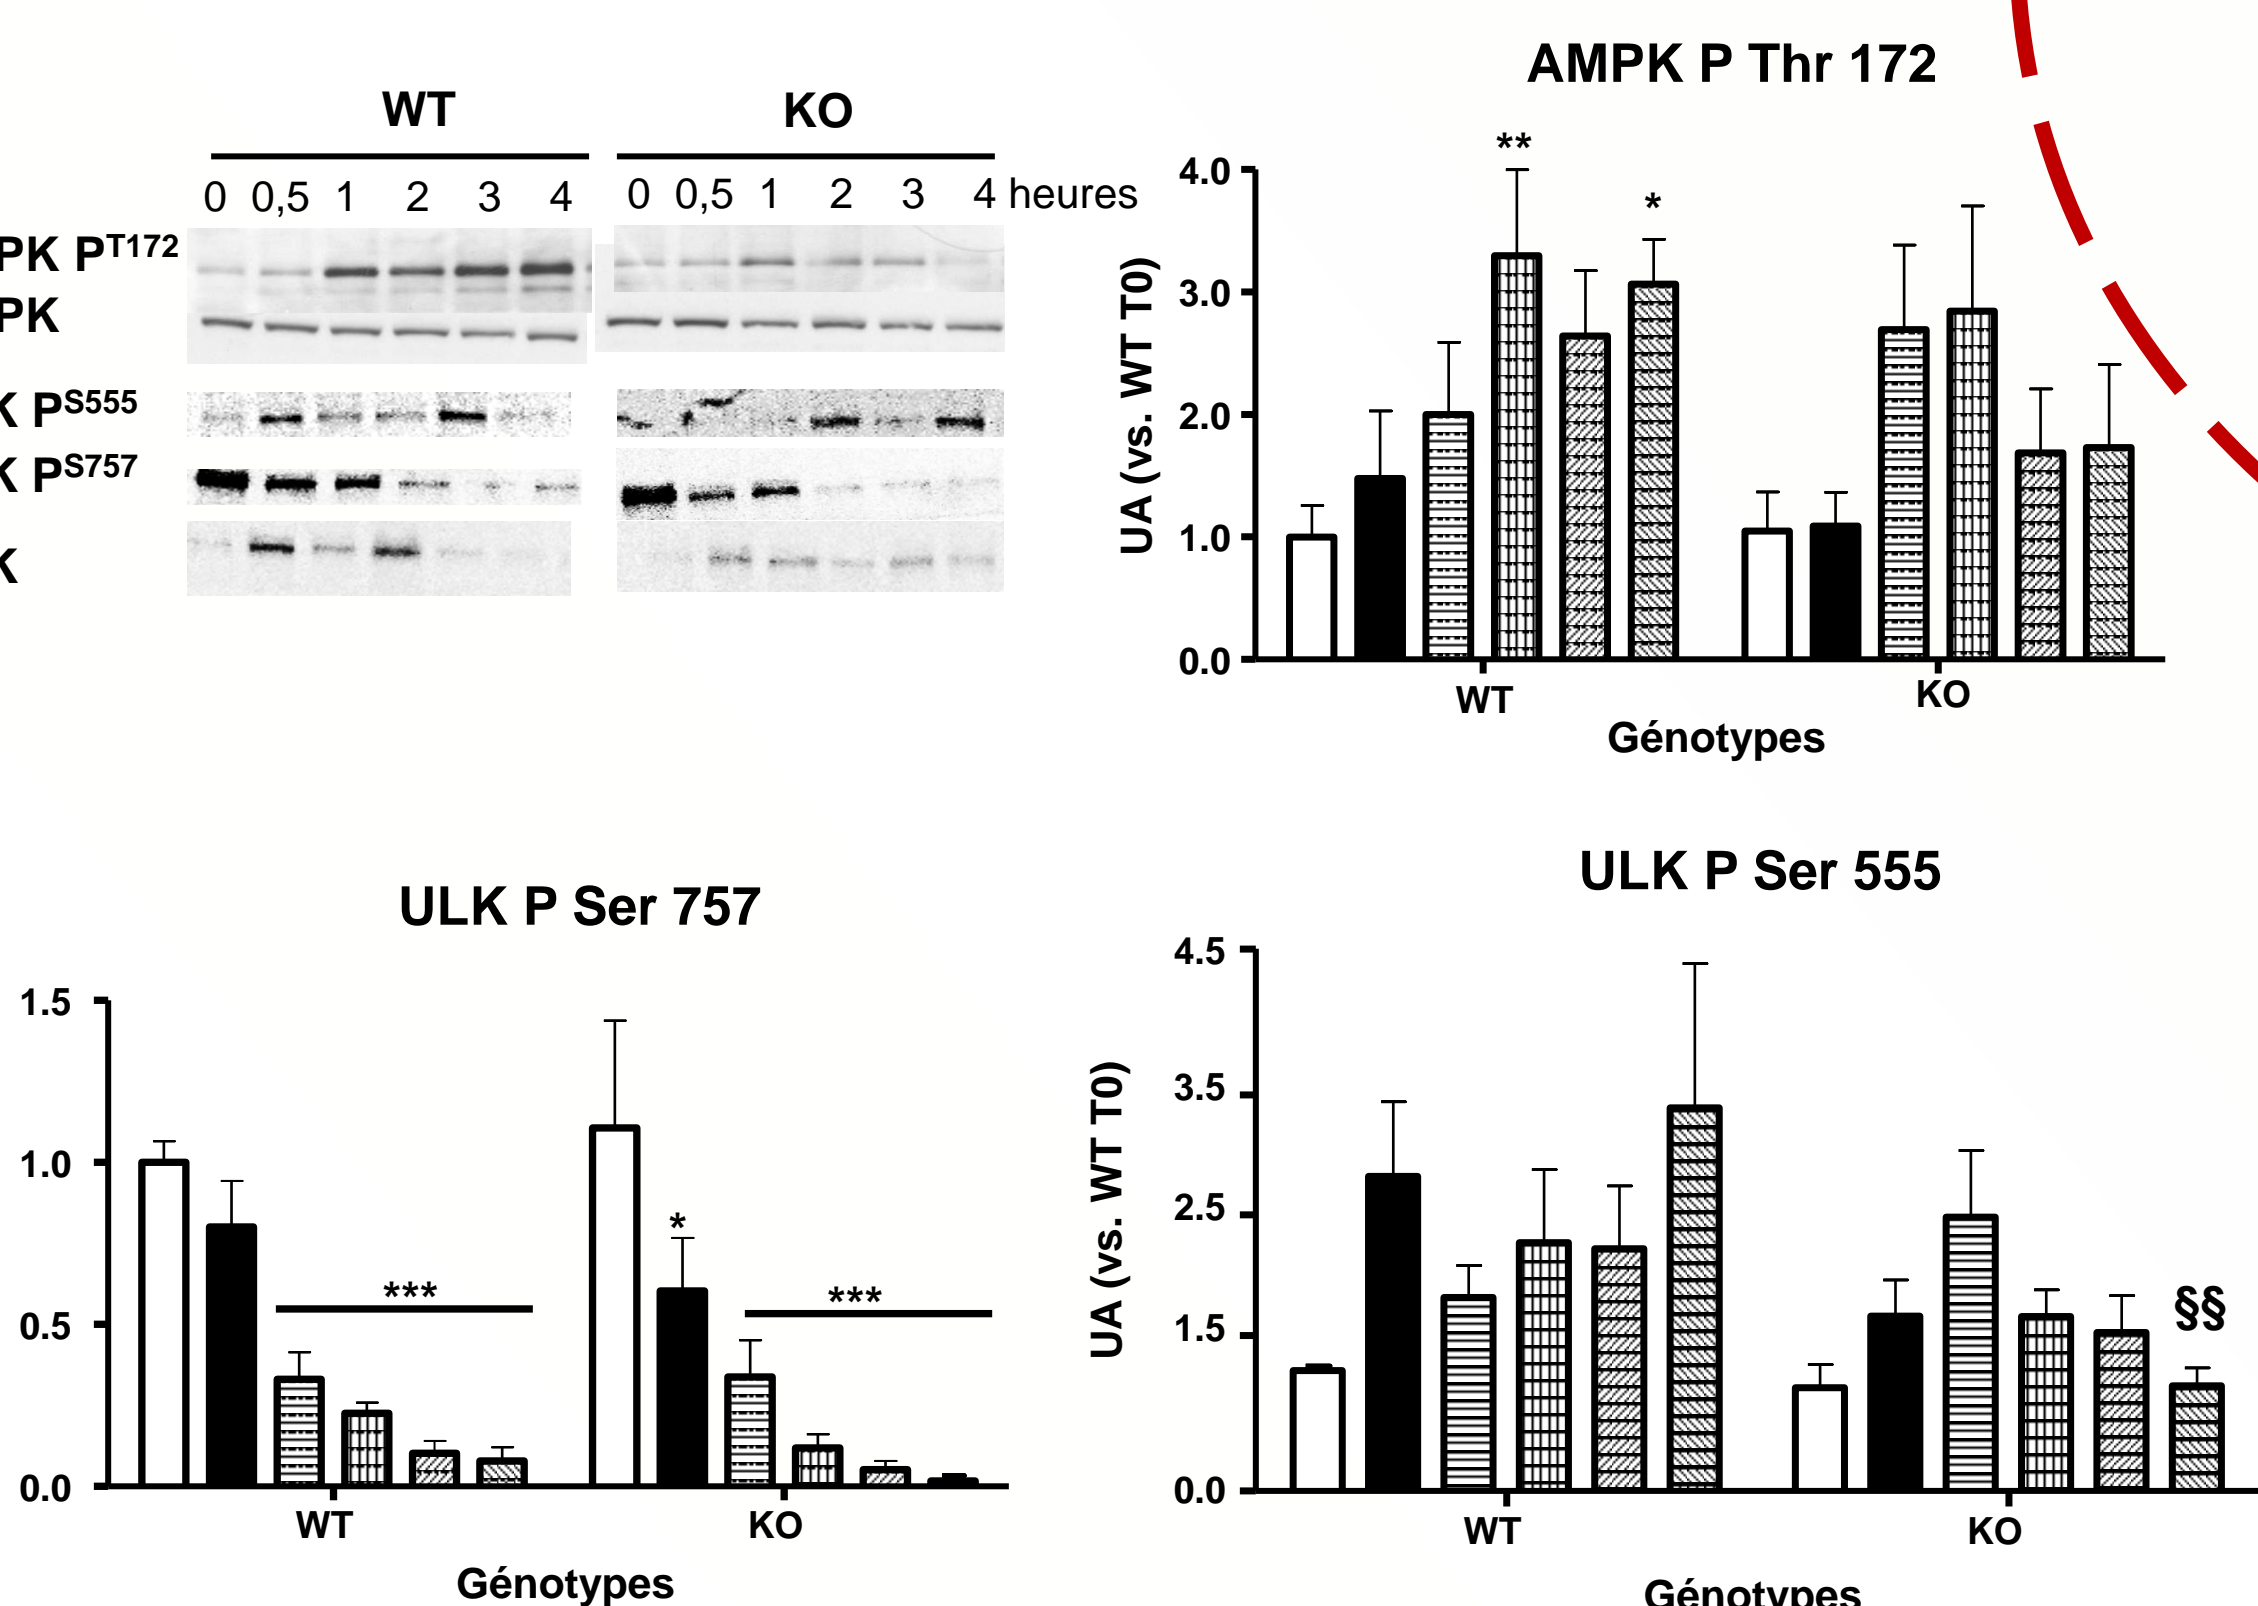 AMPK P Thr 172
WT KO
0 0,5 1 2 3 4 0 0,5 1 2 3 4 heures
PK P^T172
PK
K P^S555
K P^S757
K
** *
4.0
3.0
2.0
1.0
0.0
UA (vs. WT T0)
WT KO
Génotypes
ULK P Ser 757
1.5
1.0
0.5
0.0
*** * ***
WT KO
Génotypes
ULK P Ser 555
4.5
3.5
2.5
1.5
0.0
UA (vs. WT T0)
§§
WT KO
Génotypes